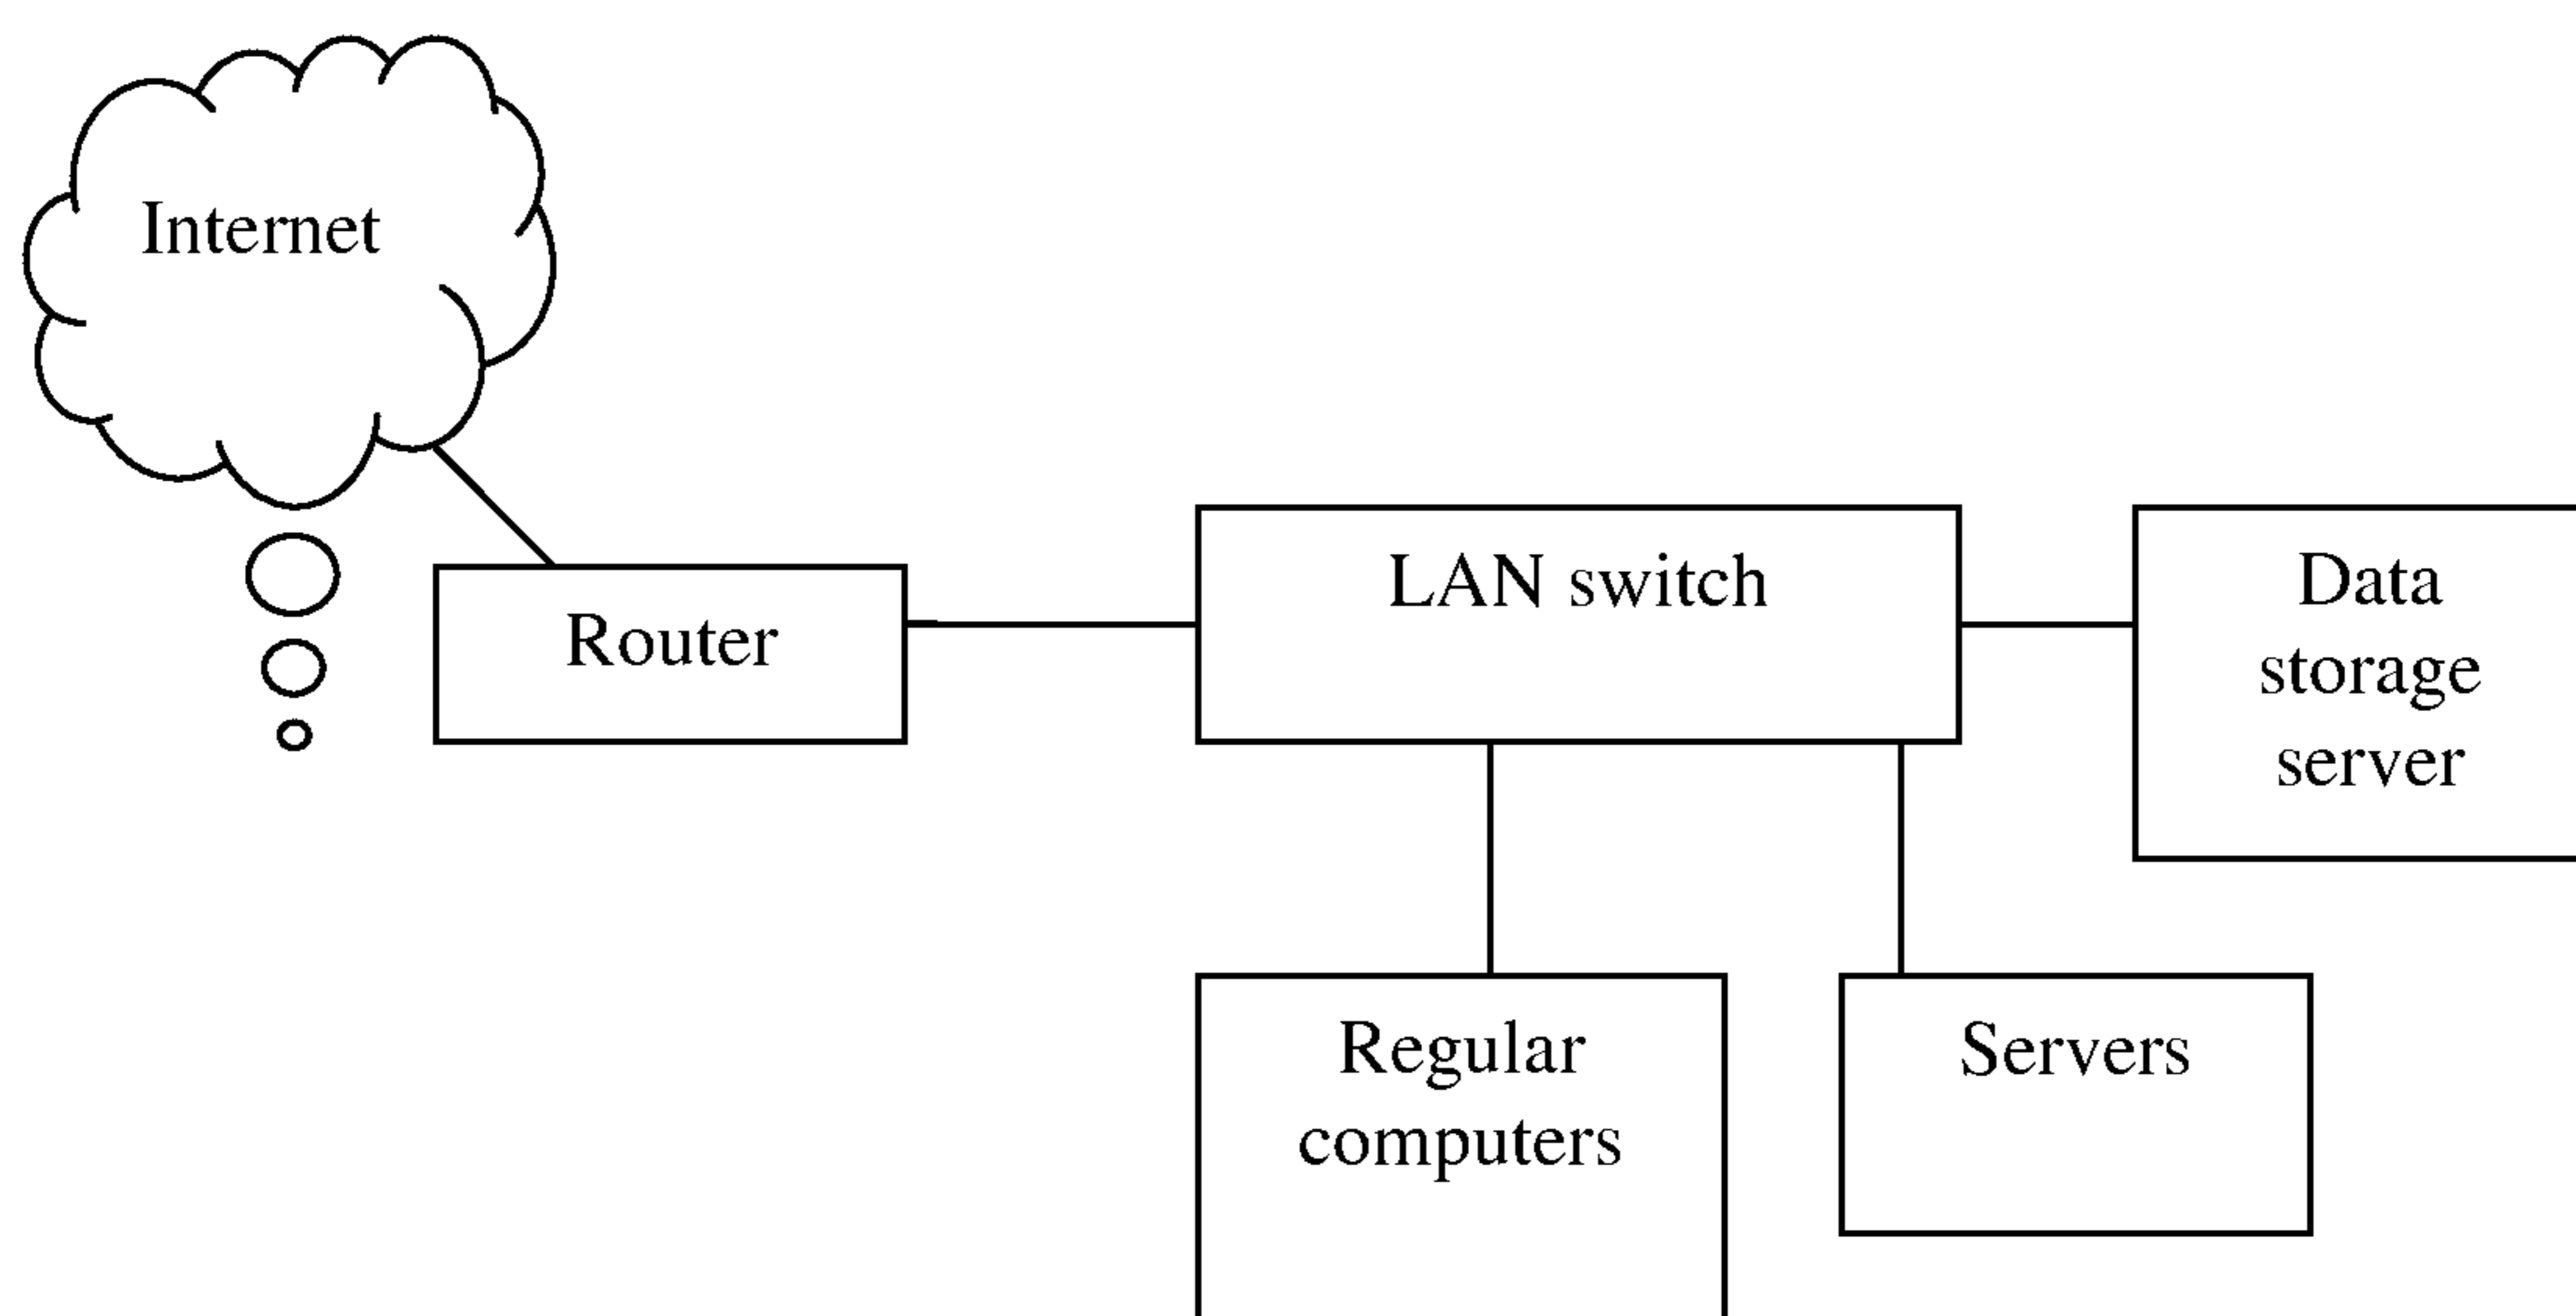 Internet
Router
LAN switch
Data
storage
server
Regular
computers
Servers